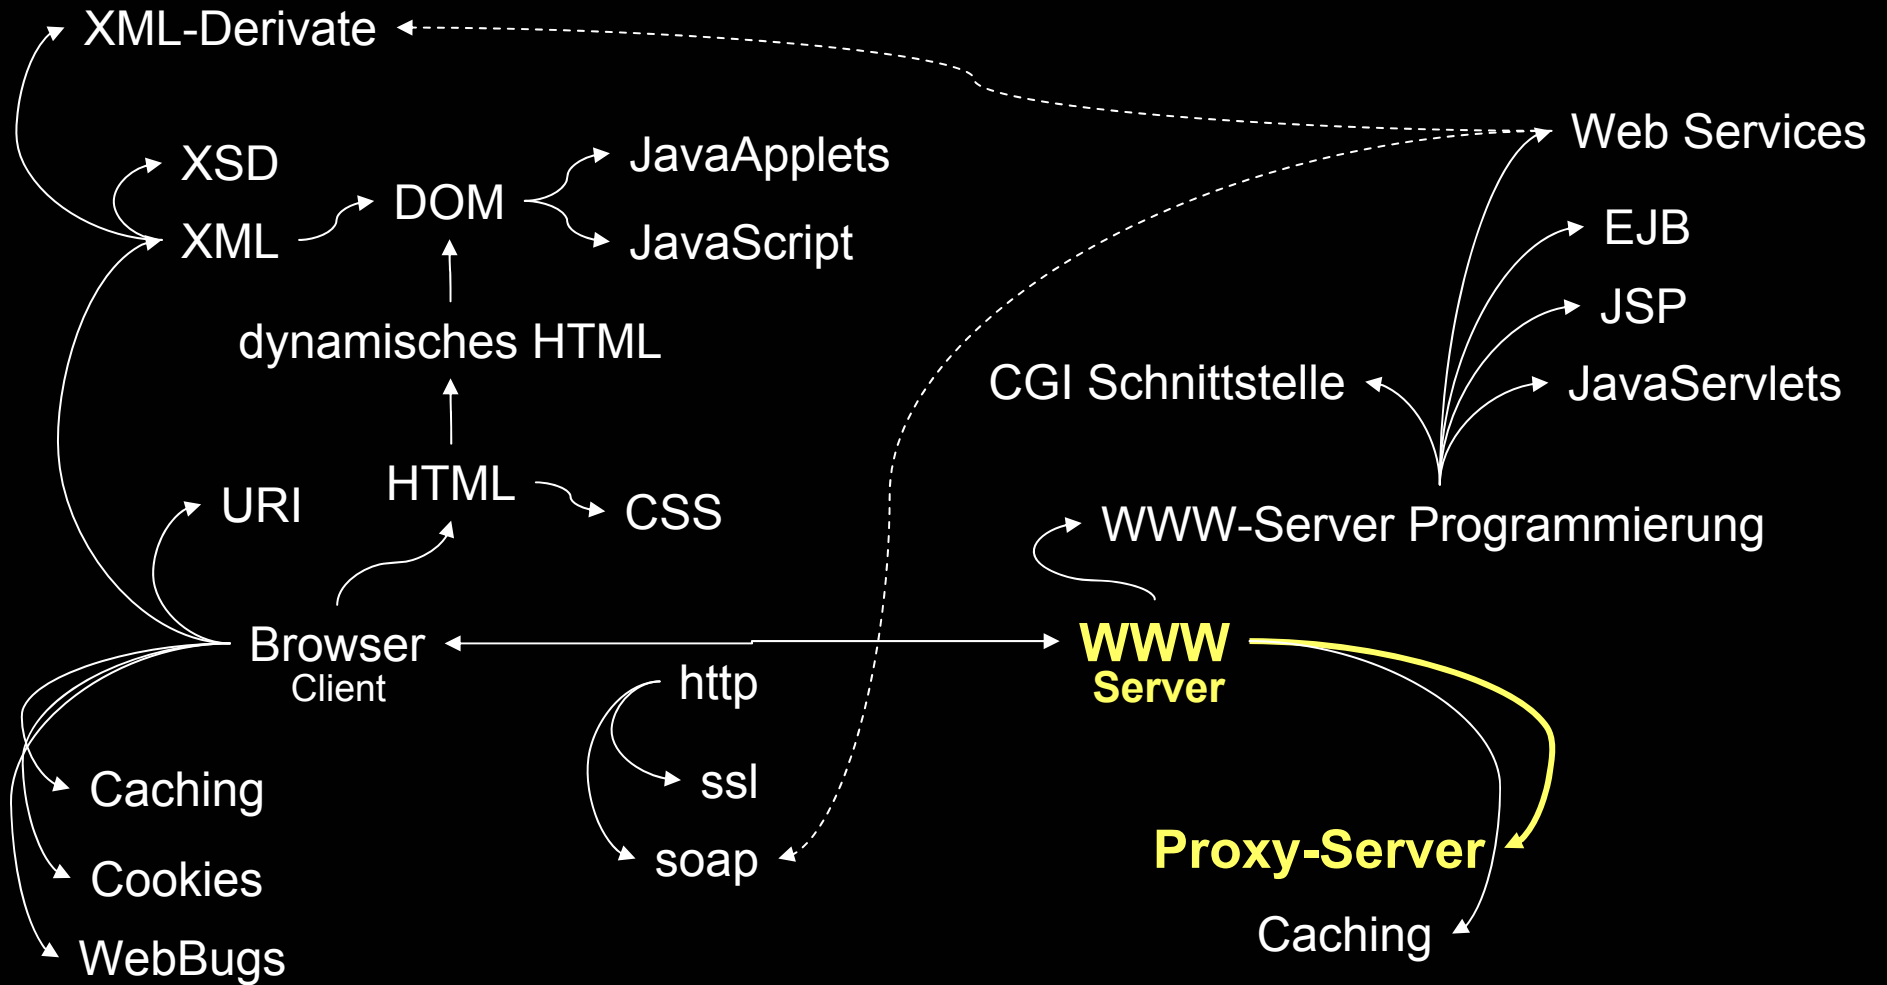 XML-Derivate
Web Services
XSD
JavaApplets
DOM
XML
JavaScript
EJB
JSP
dynamisches HTML
CGI Schnittstelle
JavaServlets
HTML
URI
CSS
WWW-Server Programmierung
Browser
Client
WWW
Server
http
ssl
Caching
soap
Proxy-Server
Cookies
Caching
WebBugs